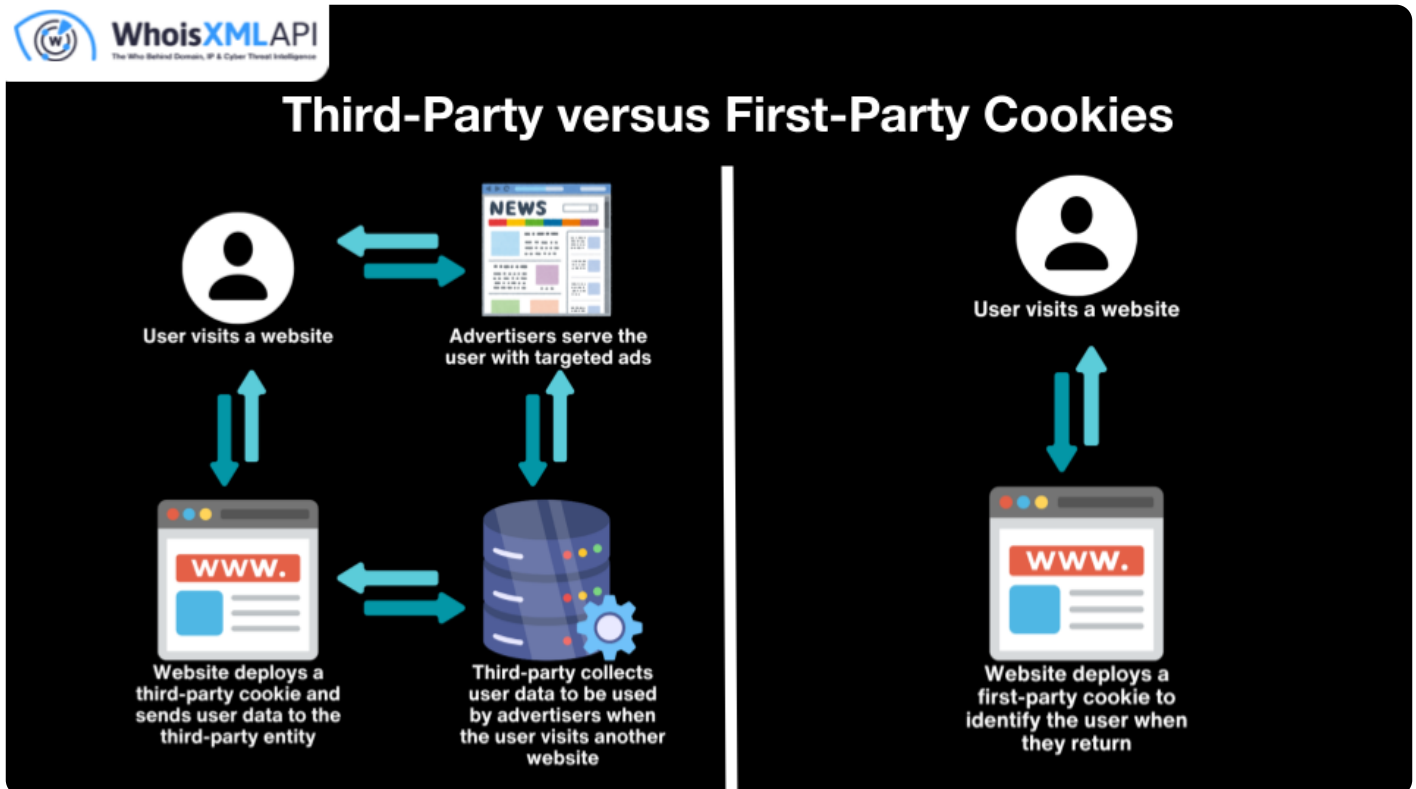 WhoisXMLAPI
The Who Behind Domain, IP & Cyber Threat Intelligence
Third-Party versus First-Party Cookies
NEWS
User visits a website
Advertisers serve the
user with targeted ads
WWW.
Website deploys a
third-party cookie and
sends user data to the
third-party entity
Third-party collects
user data to be used
by advertisers when
the user visits another
website
User visits a website
WWW.
Website deploys a
first-party cookie to
identify the user when
they return